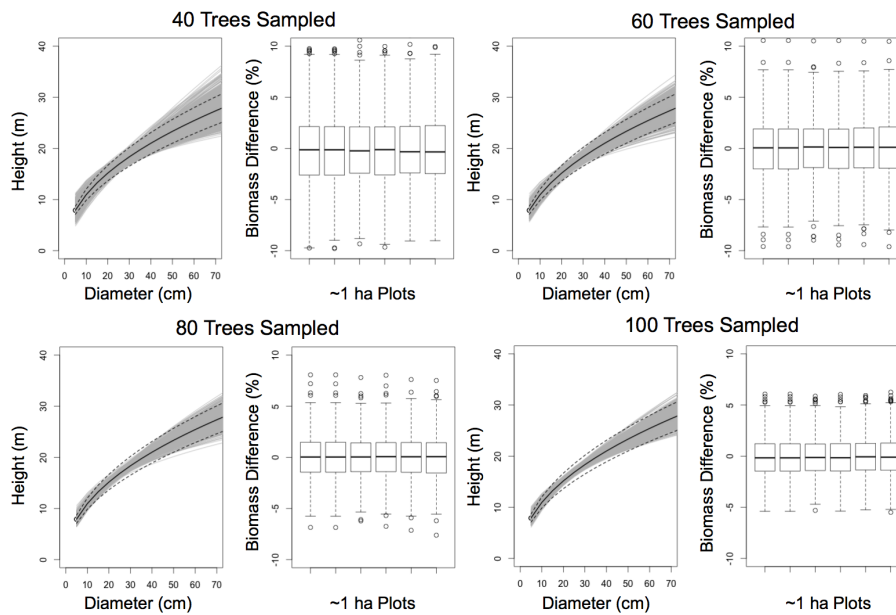 40 Trees Sampled
Height (m)
0 10 20 30 40
0 10 20 30 40 50 60 70
Diameter (cm)
Biomass Difference (%)
-10 -5 0 5 10
~1 ha Plots
60 Trees Sampled
Height (m)
0 10 20 30 40
0 10 20 30 40 50 60 70
Diameter (cm)
Biomass Difference (%)
-10 -5 0 5 10
~1 ha Plots
80 Trees Sampled
Height (m)
0 10 20 30 40
0 10 20 30 40 50 60 70
Diameter (cm)
Biomass Difference (%)
-10 -5 0 5 10
~1 ha Plots
100 Trees Sampled
Height (m)
0 10 20 30 40
0 10 20 30 40 50 60 70
Diameter (cm)
Biomass Difference (%)
-10 -5 0 5 10
~1 ha Plots